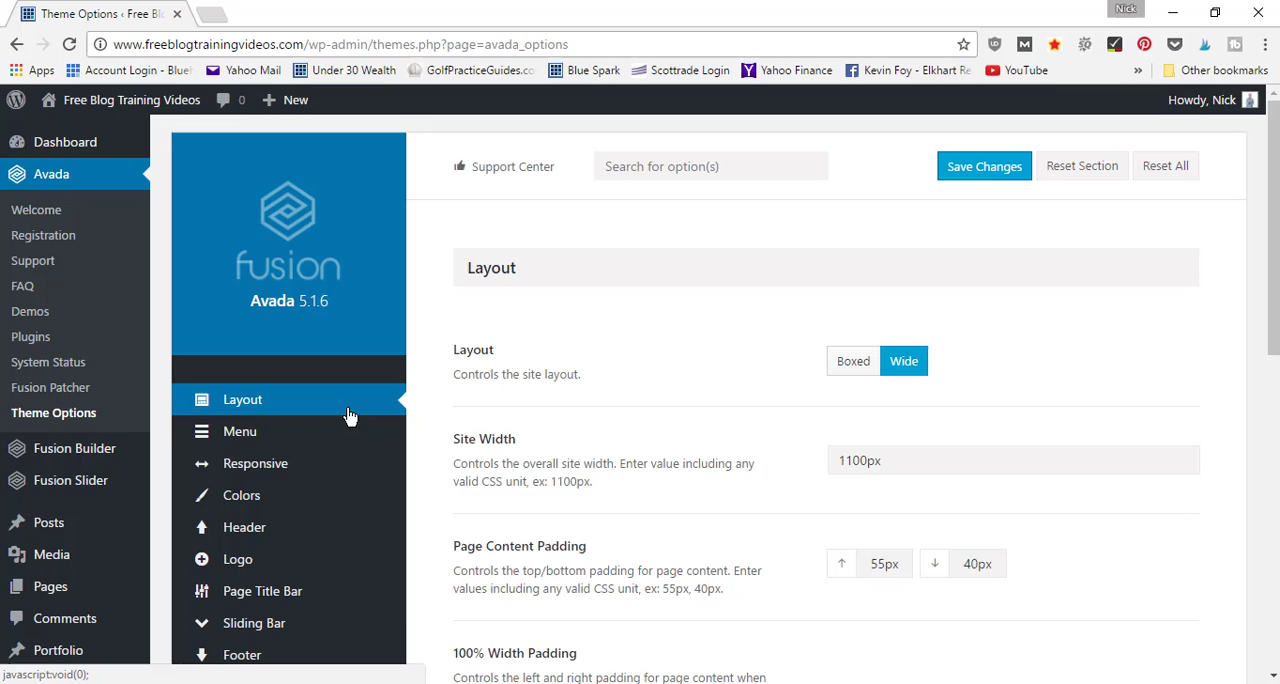 Theme Options ‹ Free Blo
Nick
www.freeblogtrainingvideos.com/wp-admin/themes.php?page=avada_options
Apps
Account Login - Blue
Yahoo Mail
Under 30 Wealth
GolfPracticeGuides.co
Blue Spark
Scottrade Login
Yahoo Finance
Kevin Foy - Elkhart Re
YouTube
»
Other bookmarks
Free Blog Training Videos
0
New
Howdy, Nick
Dashboard
Avada
Welcome
Registration
Support
FAQ
Demos
Plugins
System Status
Fusion Patcher
Theme Options
Fusion Builder
Fusion Slider
Posts
Media
Pages
Comments
Portfolio
javascript:void(0);
fusion
Avada 5.1.6
Layout
Menu
Responsive
Colors
Header
Logo
Page Title Bar
Sliding Bar
Footer
Support Center
Search for option(s)
Save Changes
Reset Section
Reset All
Layout
Layout
Controls the site layout.
Boxed
Wide
Site Width
Controls the overall site width. Enter value including any
valid CSS unit, ex: 1100px.
1100px
Page Content Padding
Controls the top/bottom padding for page content. Enter
values including any valid CSS unit, ex: 55px, 40px.
55px
40px
100% Width Padding
Controls the left and right padding for page content when